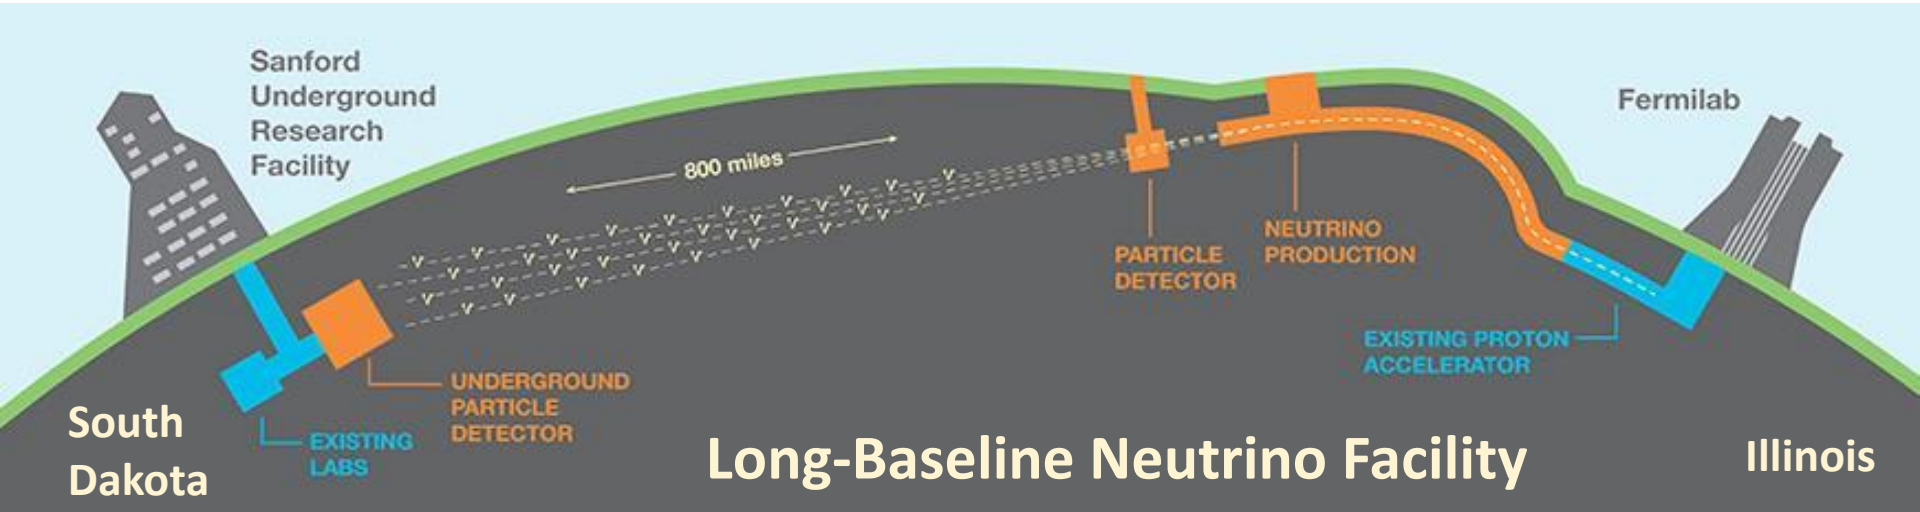 Sanford
Underground
Research
Facility
Fermilab
800 miles
PARTICLE
DETECTOR
NEUTRINO
PRODUCTION
EXISTING PROTON
ACCELERATOR
UNDERGROUND
PARTICLE
DETECTOR
EXISTING
LABS
South
Dakota
Long-Baseline Neutrino Facility
Illinois